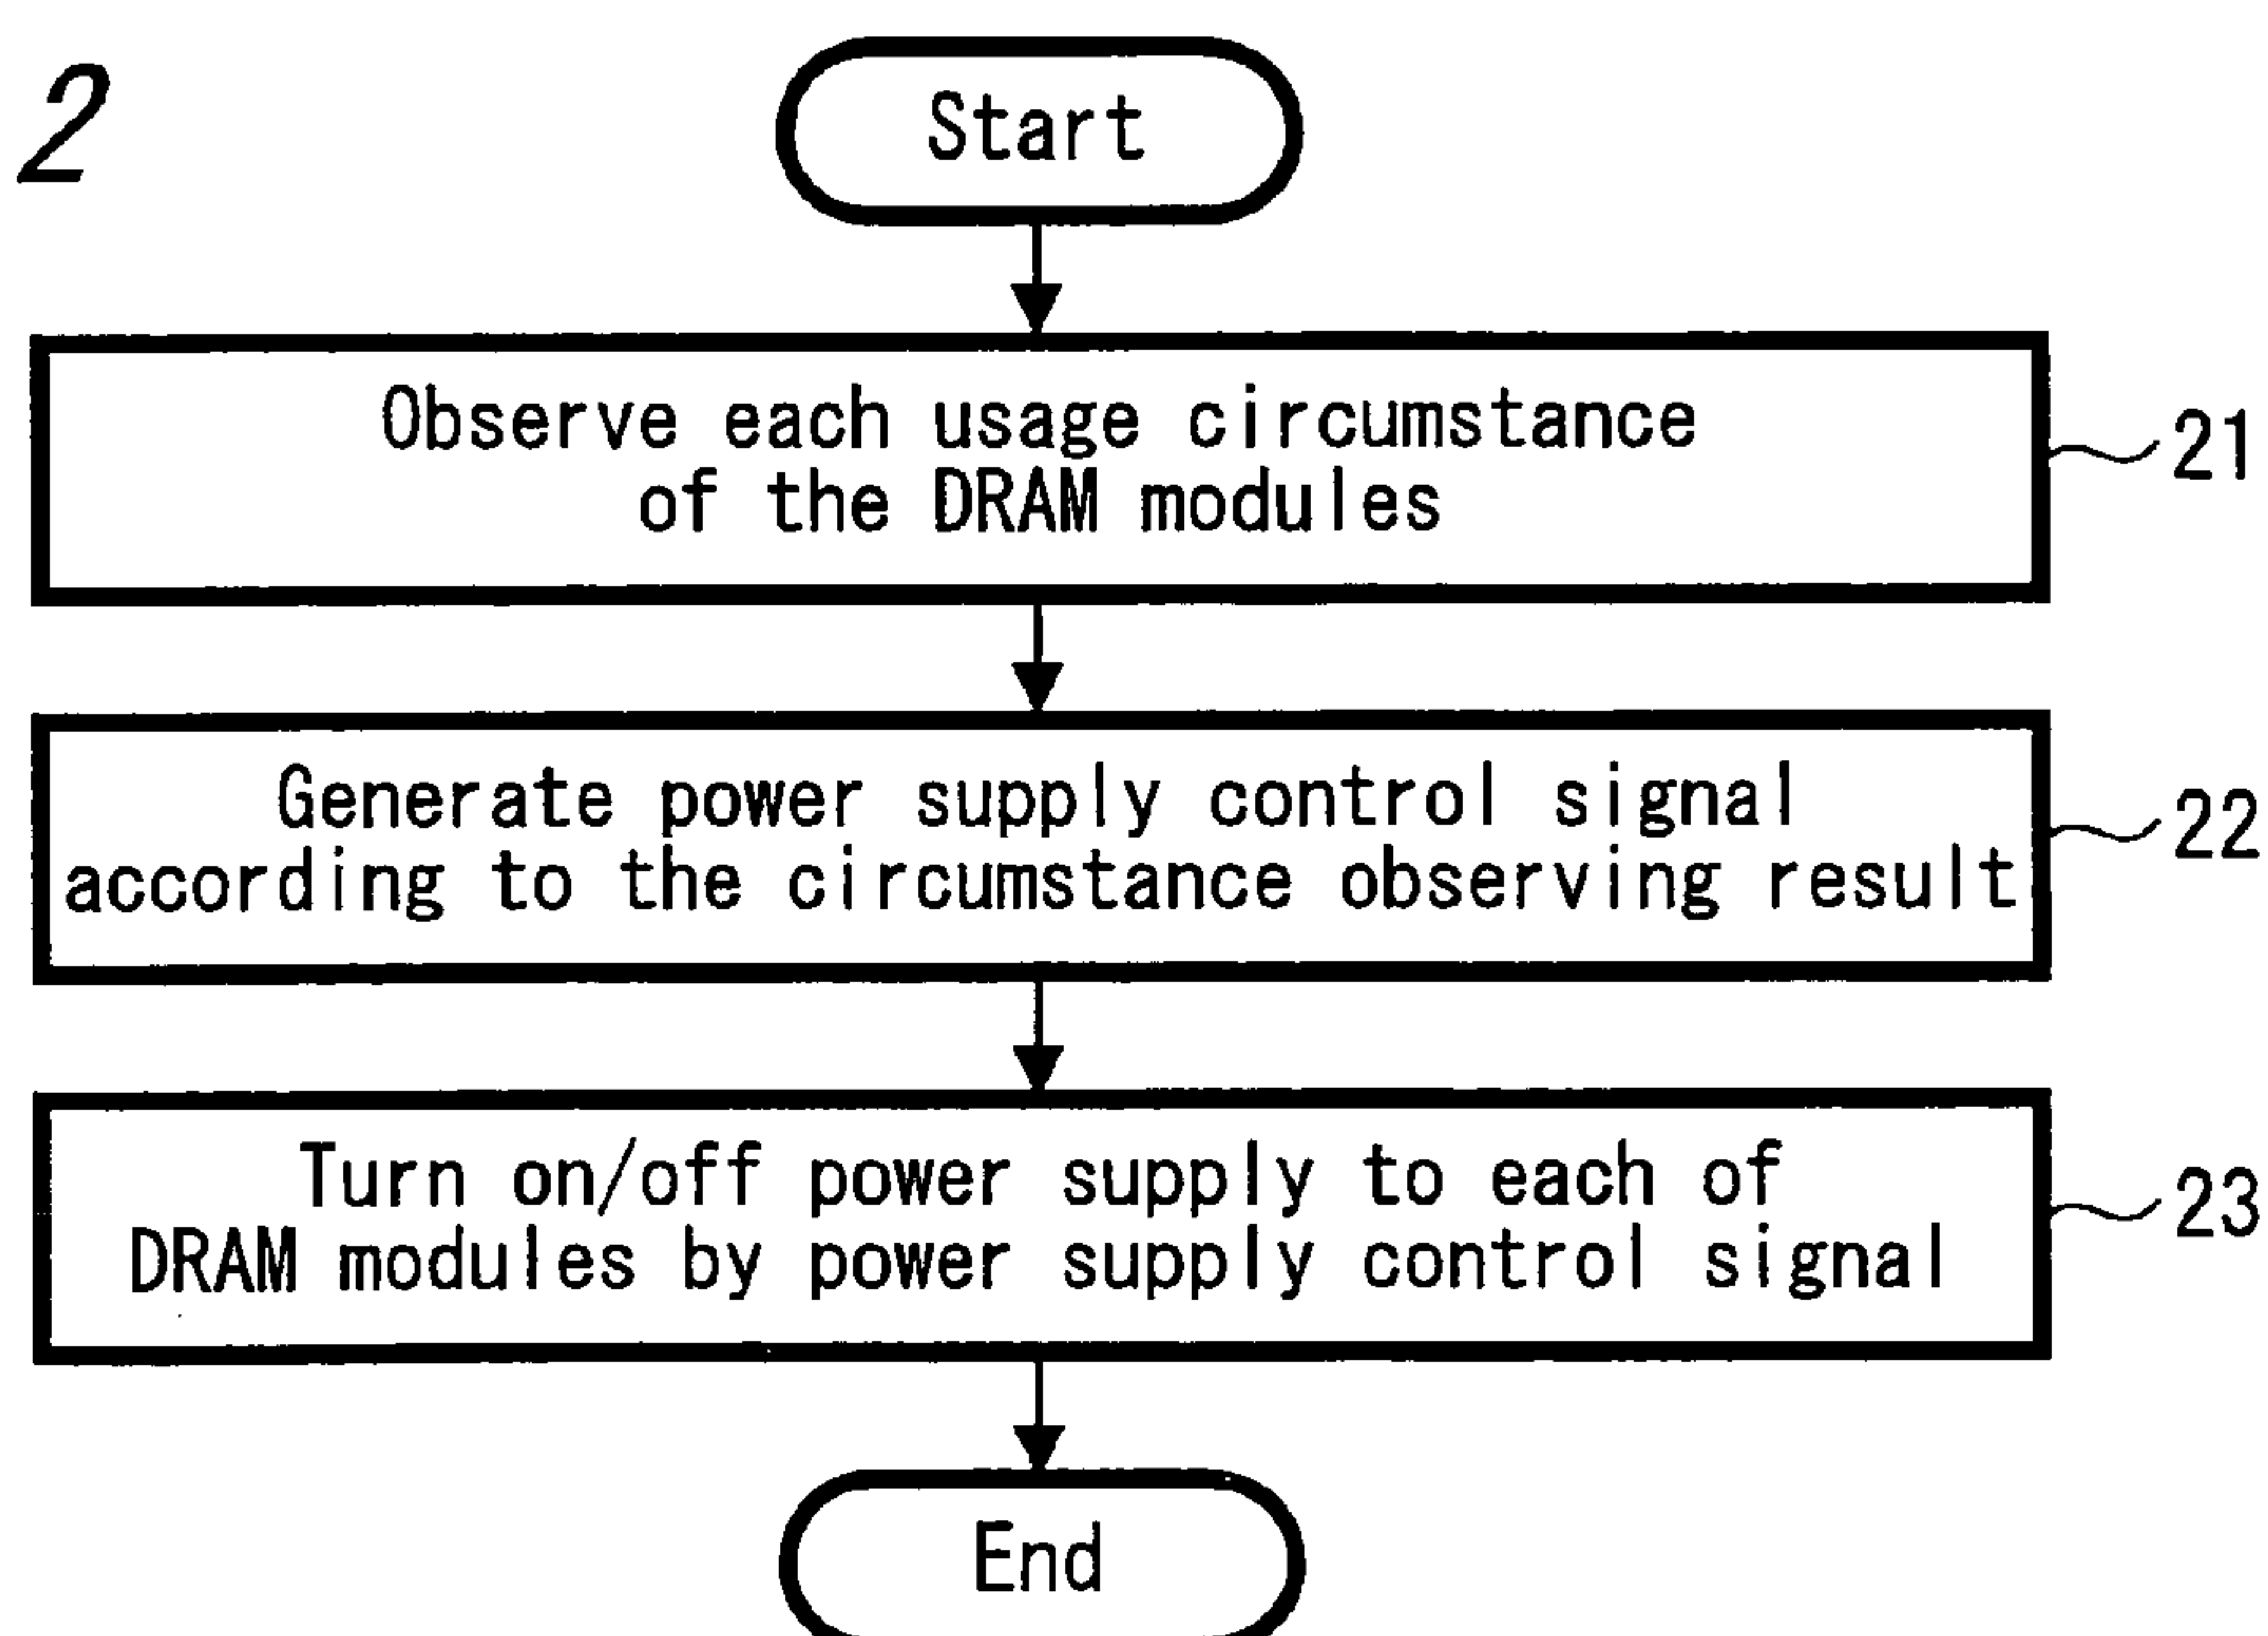 2
Start
Observe each usage circumstance
of the DRAM modules
21
Generate power supply control signal
according to the circumstance observing result
22
Turn on/off power supply to each of
DRAM modules by power supply control signal
23
End